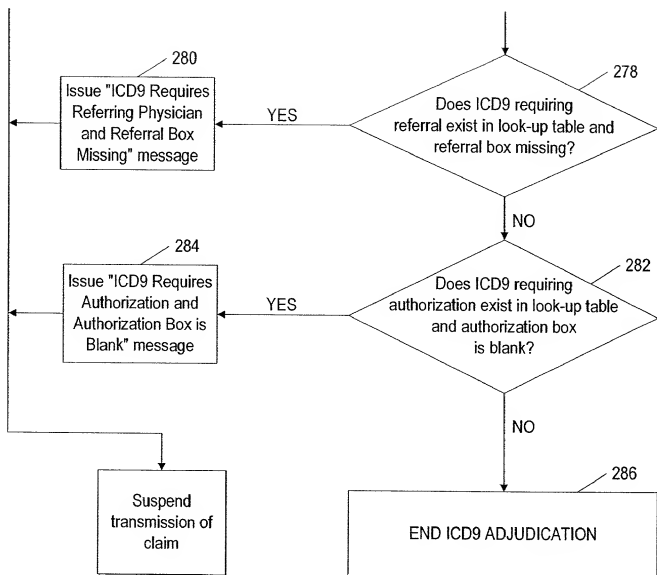 280
Issue "ICD9 Requires
Referring Physician
and Referral Box
Missing" message
YES
278
Does ICD9 requiring
referral exist in look-up table and
referral box missing?
NO
284
Issue "ICD9 Requires
Authorization and
Authorization Box is
Blank" message
YES
282
Does ICD9 requiring
authorization exist in look-up table
and authorization box
is blank?
NO
Suspend
transmission of
claim
286
END ICD9 ADJUDICATION